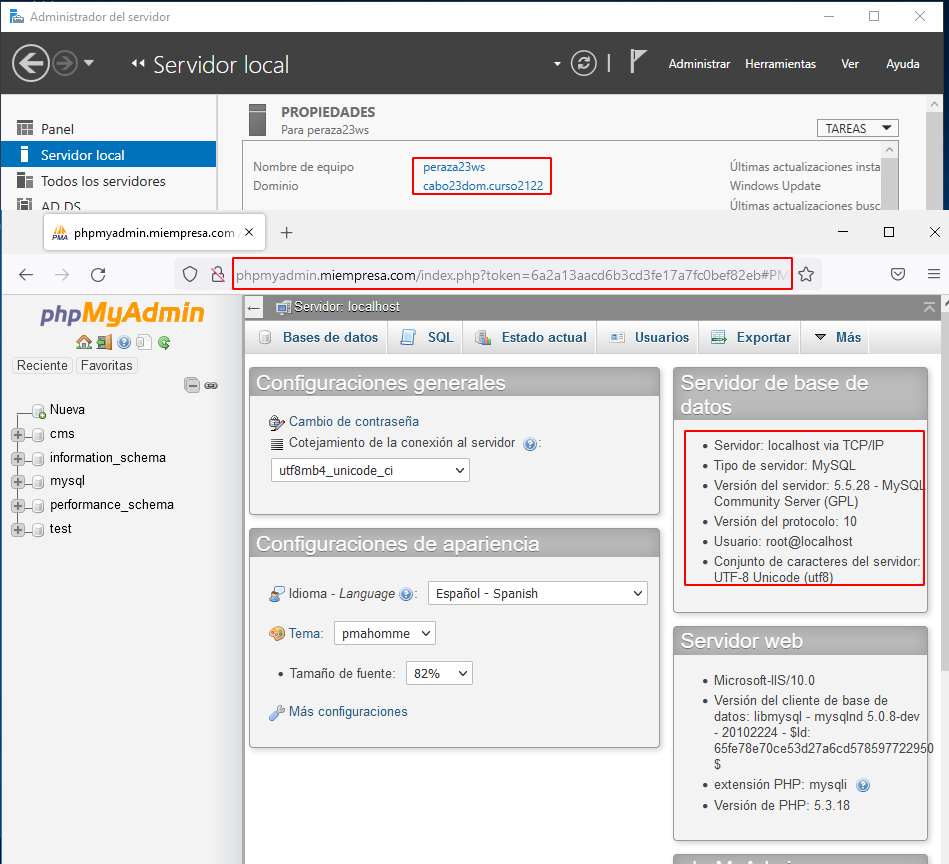 Administrador del servidor
Servidor local
Administrar Herramientas Ver Ayuda
Panel
Servidor local
Todos los servidores
AD DS
PROPIEDADES
Para peraza23ws
TAREAS
Nombre de equipo peraza23ws Últimas actualizaciones insta
Dominio cabo23dom.curso2122 Windows Update
Últimas actualizaciones busc
PMA phpmyadmin.miempresa.com /
phpmyadmin.miempresa.com/index.php?token=6a2a13aacd6b3cd3fe17a7fc0bef82eb#PM
phpMyAdmin
Reciente Favoritas
Nueva
cms
information_schema
mysql
performance_schema
test
Servidor: localhost
Bases de datos SQL Estado actual Usuarios Exportar Más
Configuraciones generales
Cambio de contraseña
Cotejamiento de la conexión al servidor :
utf8mb4_unicode_ci
Configuraciones de apariencia
Idioma - Language : Español - Spanish
Tema: pmahomme
• Tamaño de fuente: 82%
Más configuraciones
Servidor de base de
datos
• Servidor: localhost via TCP/IP
• Tipo de servidor: MySQL
• Versión del servidor: 5.5.28 - MySQL
Community Server (GPL)
• Versión del protocolo: 10
• Usuario: root@localhost
• Conjunto de caracteres del servidor:
UTF-8 Unicode (utf8)
Servidor web
• Microsoft-IIS/10.0
• Versión del cliente de base de
datos: libmysql - mysqlnd 5.0.8-dev
- 20102224 - $Id:
65fe78e70ce53d27a6cd578597722950
$
• extensión PHP: mysqli
• Versión de PHP: 5.3.18